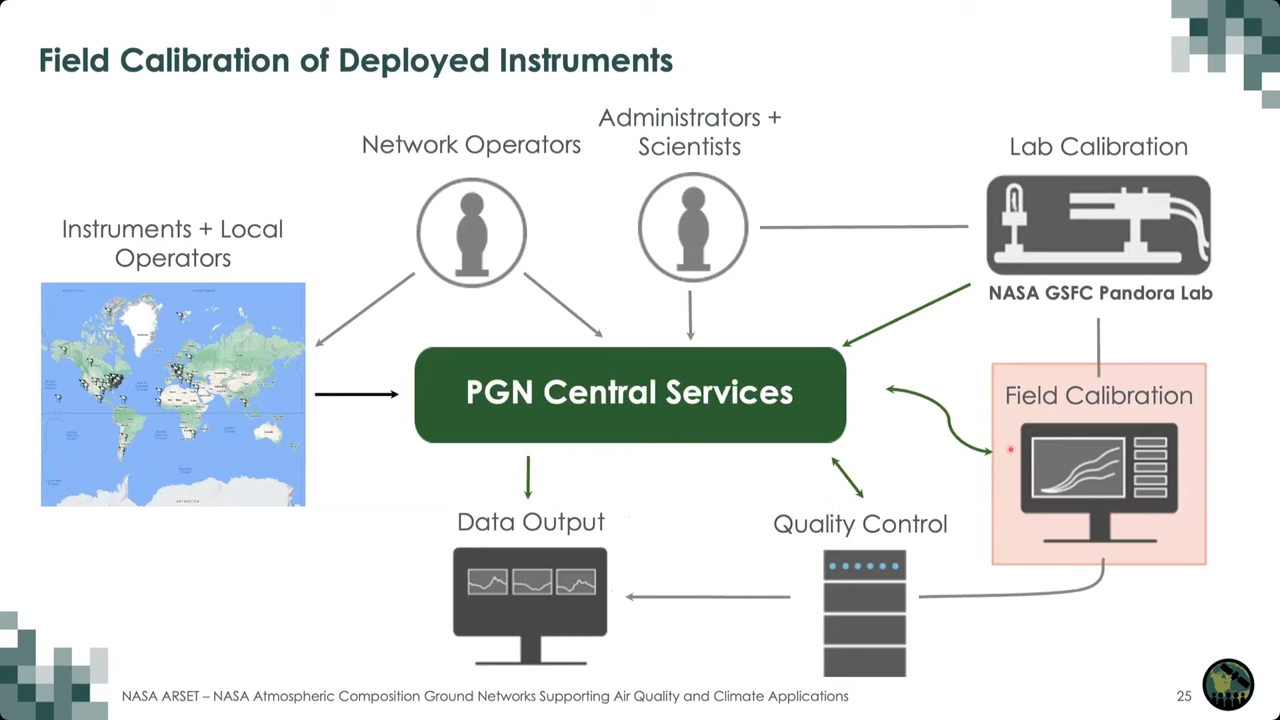 Field Calibration of Deployed Instruments
Administrators +
Scientists
Network Operators
Lab Calibration
Instruments + Local
Operators
NASA GSFC Pandora Lab
PGN Central Services
Field Calibration
Data Output
Quality Control
NASA ARSET – NASA Atmospheric Composition Ground Networks Supporting Air Quality and Climate Applications
25